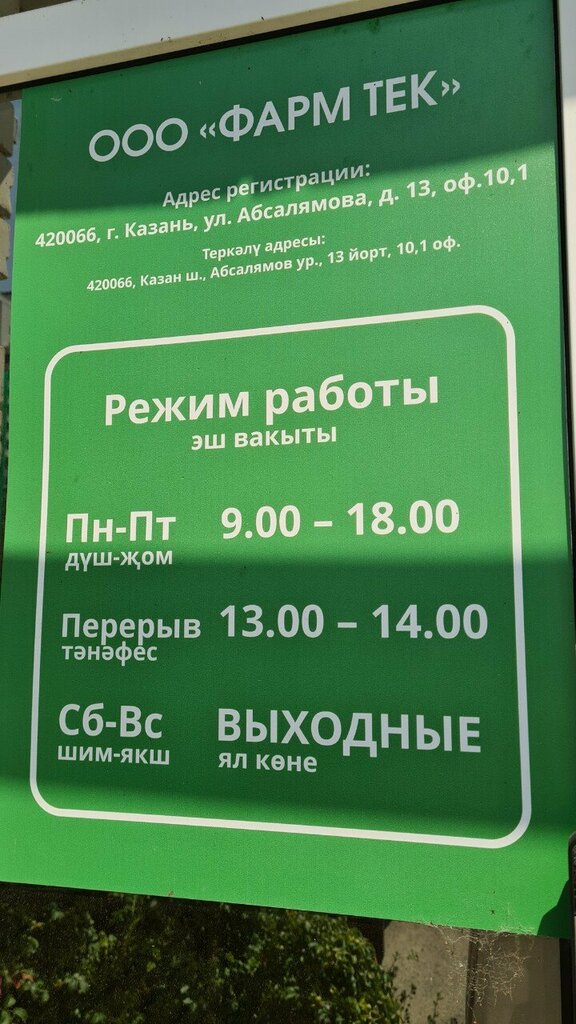 ООО «ФАРМ ТЕК»
Адрес регистрации:
420066, г. Казань, ул. Абсалямова, д. 13, оф.10,1
Теркәлү адресы:
420066, Казан ш., Абсалямов ур., 13 йорт, 10,1 оф.
Режим работы
эш вакыты
Пн-Пт 9.00 – 18.00
дүш-җом
Перерыв 13.00 – 14.00
тәнәфес
Сб-Вс ВЫХОДНЫЕ
шим-якш ял көне